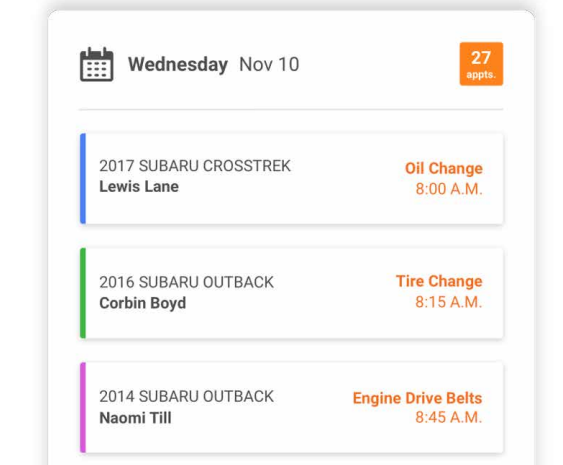 Wednesday Nov 10
27
appts.
2017 SUBARU CROSSTREK
Oil Change
Lewis Lane
8:00 A.M.
2016 SUBARU OUTBACK
Tire Change
Corbin Boyd
8:15 A.M.
2014 SUBARU OUTBACK
Engine Drive Belts
Naomi Till
8:45 A.M.